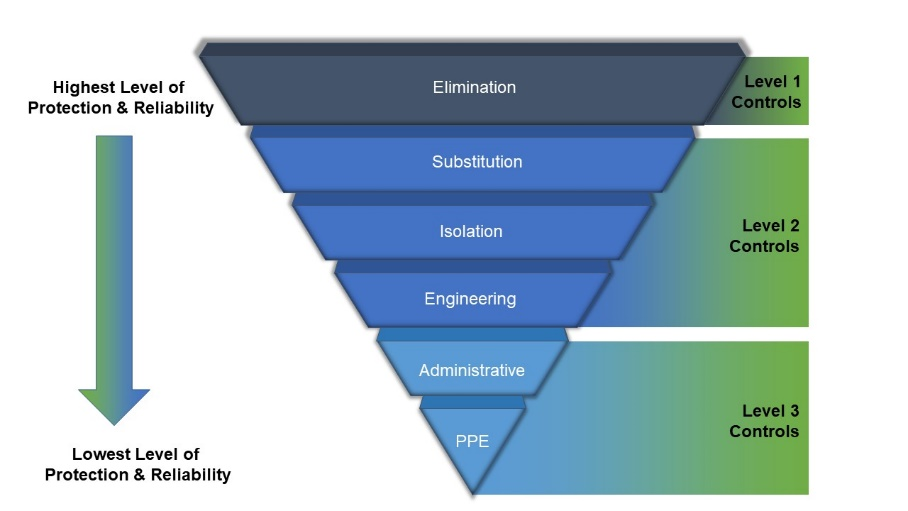 Highest Level of
Protection & Reliability
Elimination
Level 1
Controls
Substitution
Isolation
Level 2
Controls
Engineering
Administrative
Level 3
Controls
PPE
Lowest Level of
Protection & Reliability